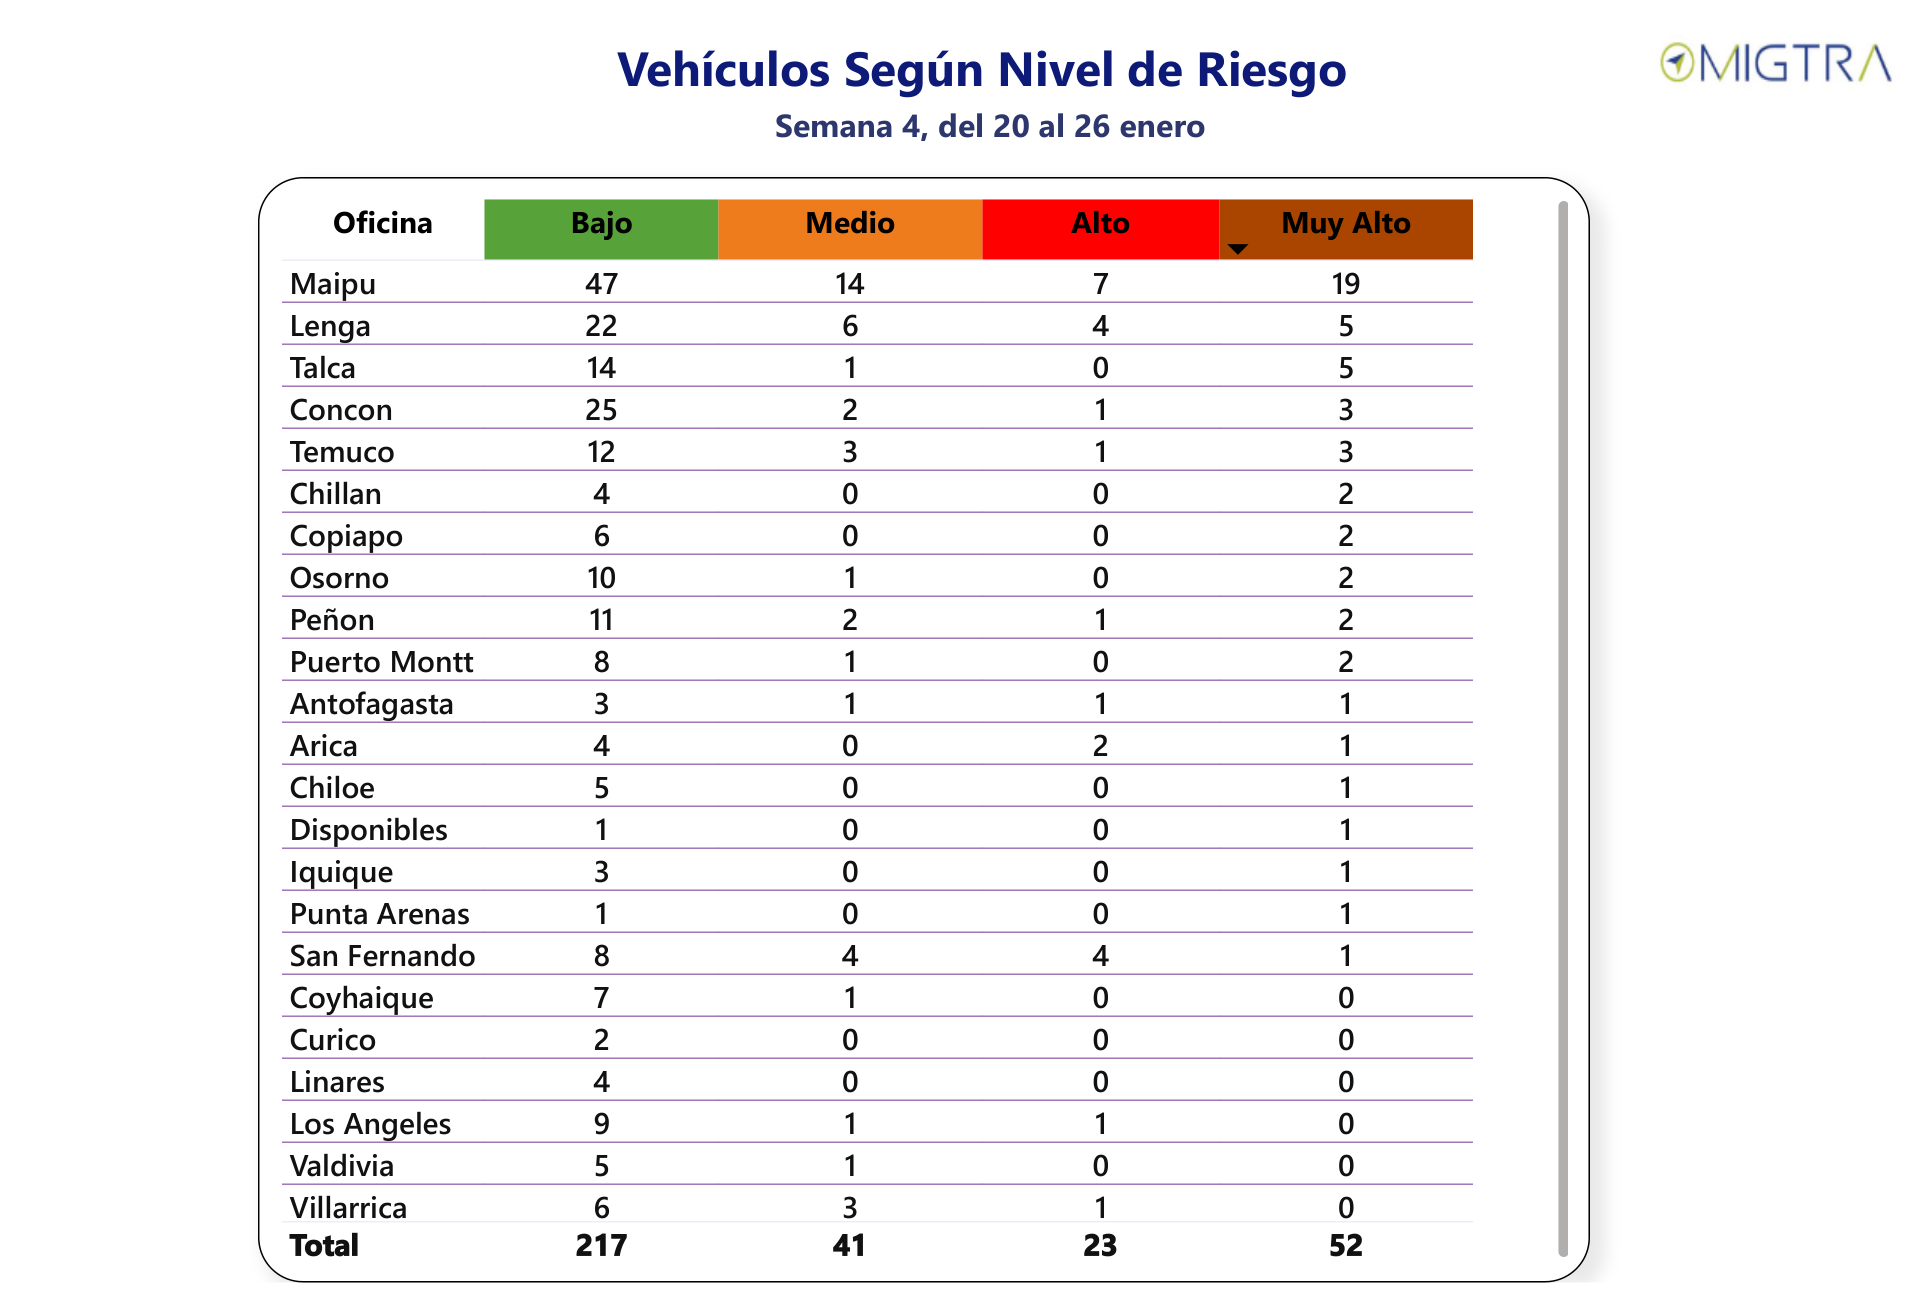 Vehículos Según Nivel de Riesgo
MIGTRA
Semana 4, del 20 al 26 enero
Oficina Bajo Medio Alto Muy Alto
Maipu 47 14 7 19
Lenga 22 6 4 5
Talca 14 1 0 5
Concon 25 2 1 3
Temuco 12 3 1 3
Chillan 4 0 0 2
Copiapo 6 0 0 2
Osorno 10 1 0 2
Peñon 11 2 1 2
Puerto Montt 8 1 0 2
Antofagasta 3 1 1 1
Arica 4 0 2 1
Chiloe 5 0 0 1
Disponibles 1 0 0 1
Iquique 3 0 0 1
Punta Arenas 1 0 0 1
San Fernando 8 4 4 1
Coyhaique 7 1 0 0
Curico 2 0 0 0
Linares 4 0 0 0
Los Angeles 9 1 1 0
Valdivia 5 1 0 0
Villarrica 6 3 1 0
Total 217 41 23 52